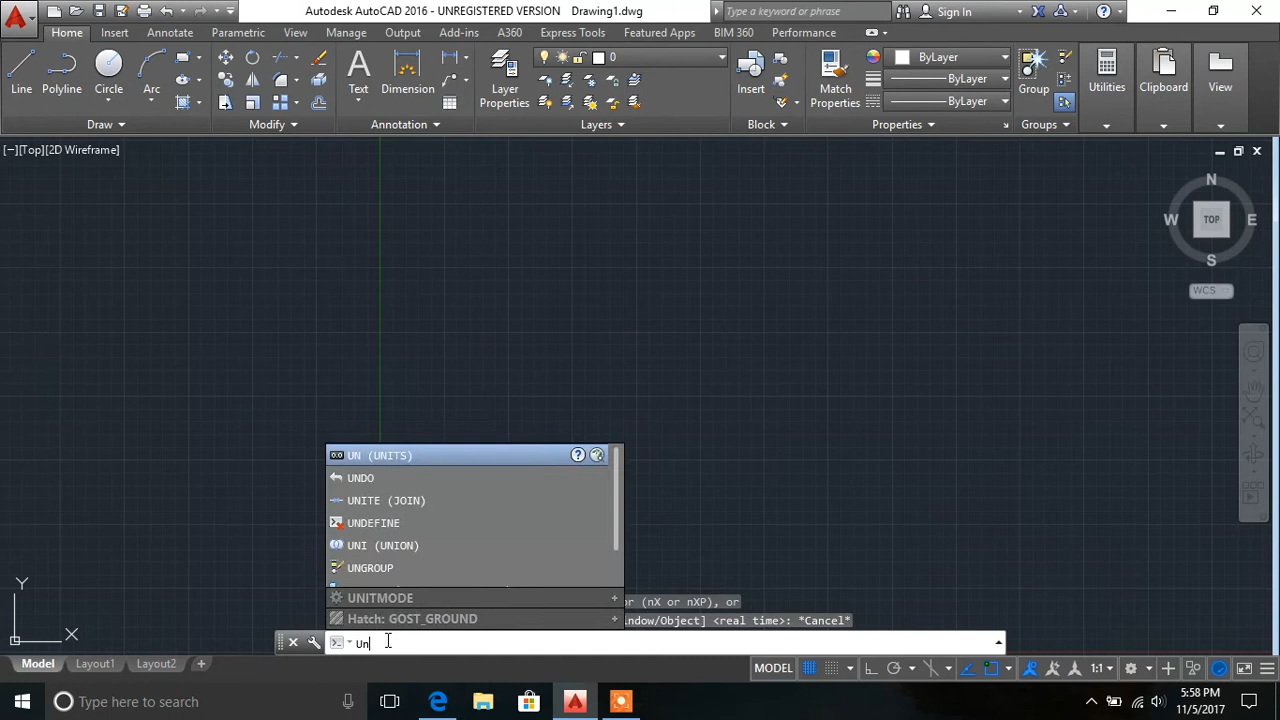 Autodesk AutoCAD 2016 - UNREGISTERED VERSION Drawing1.dwg
Type a keyword or phrase
Sign In
Home Insert Annotate Parametric View Manage Output Add-ins A360 Express Tools Featured Apps BIM 360 Performance
Line Polyline Circle Arc
Text Dimension
Layer Properties
0
Insert
Match Properties
ByLayer
ByLayer
ByLayer
Group
Utilities
Clipboard
View
Draw Modify Annotation Layers Block Properties Groups
[−][Top][2D Wireframe]
N
W TOP E
S
WCS
UN (UNITS)
UNDO
UNITE (JOIN)
UNDEFINE
UNI (UNION)
UNGROUP
UNITMODE
Hatch: GOST_GROUND
or (nX or nXP), or
indow/Object] <real time>: *Cancel*
Un
Y
X
Model Layout1 Layout2 +
MODEL 1:1
Type here to search
5:58 PM
11/5/2017